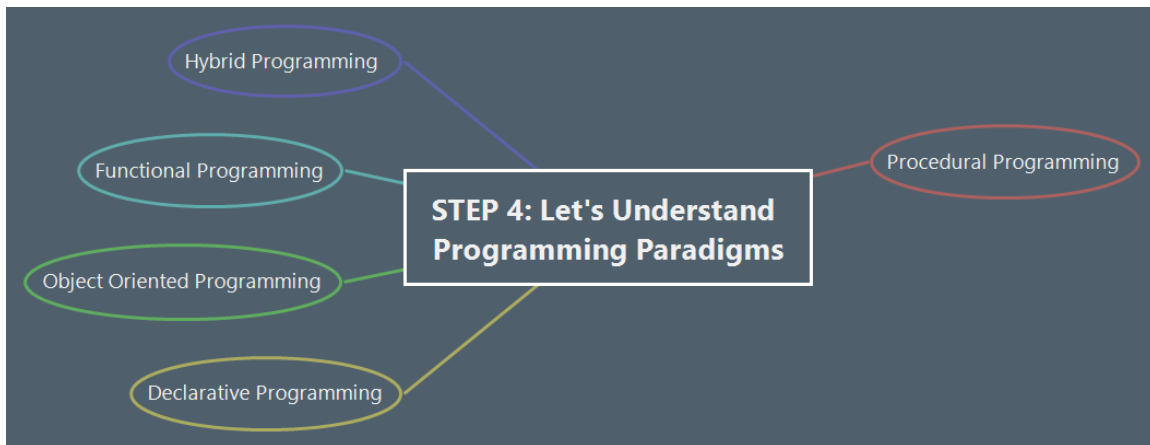 Hybrid Programming
Functional Programming
Procedural Programming
STEP 4: Let's Understand
Programming Paradigms
Object Oriented Programming
Declarative Programming